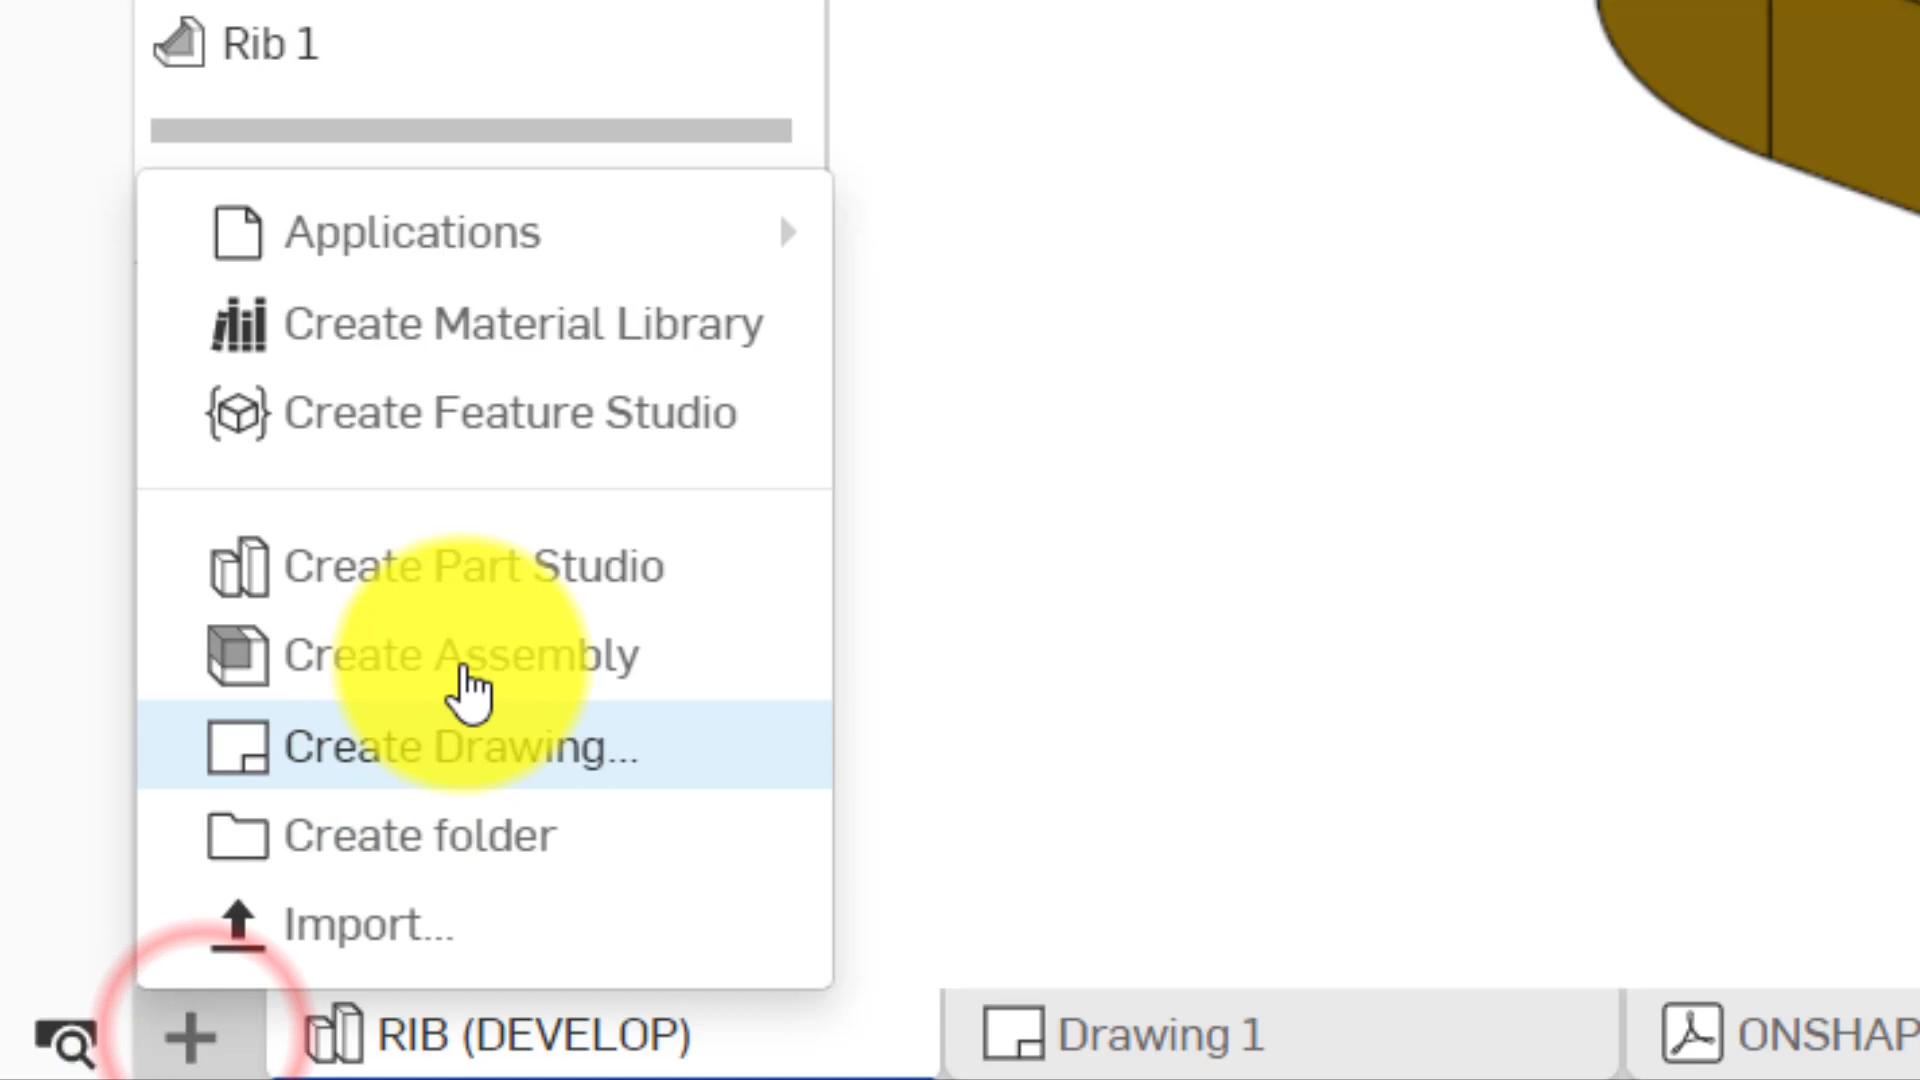 Rib 1
Applications
Create Material Library
Create Feature Studio
Create Part Studio
Create Assembly
Create Drawing...
Create folder
Import...
RIB (DEVELOP)
Drawing 1
ONSHAP